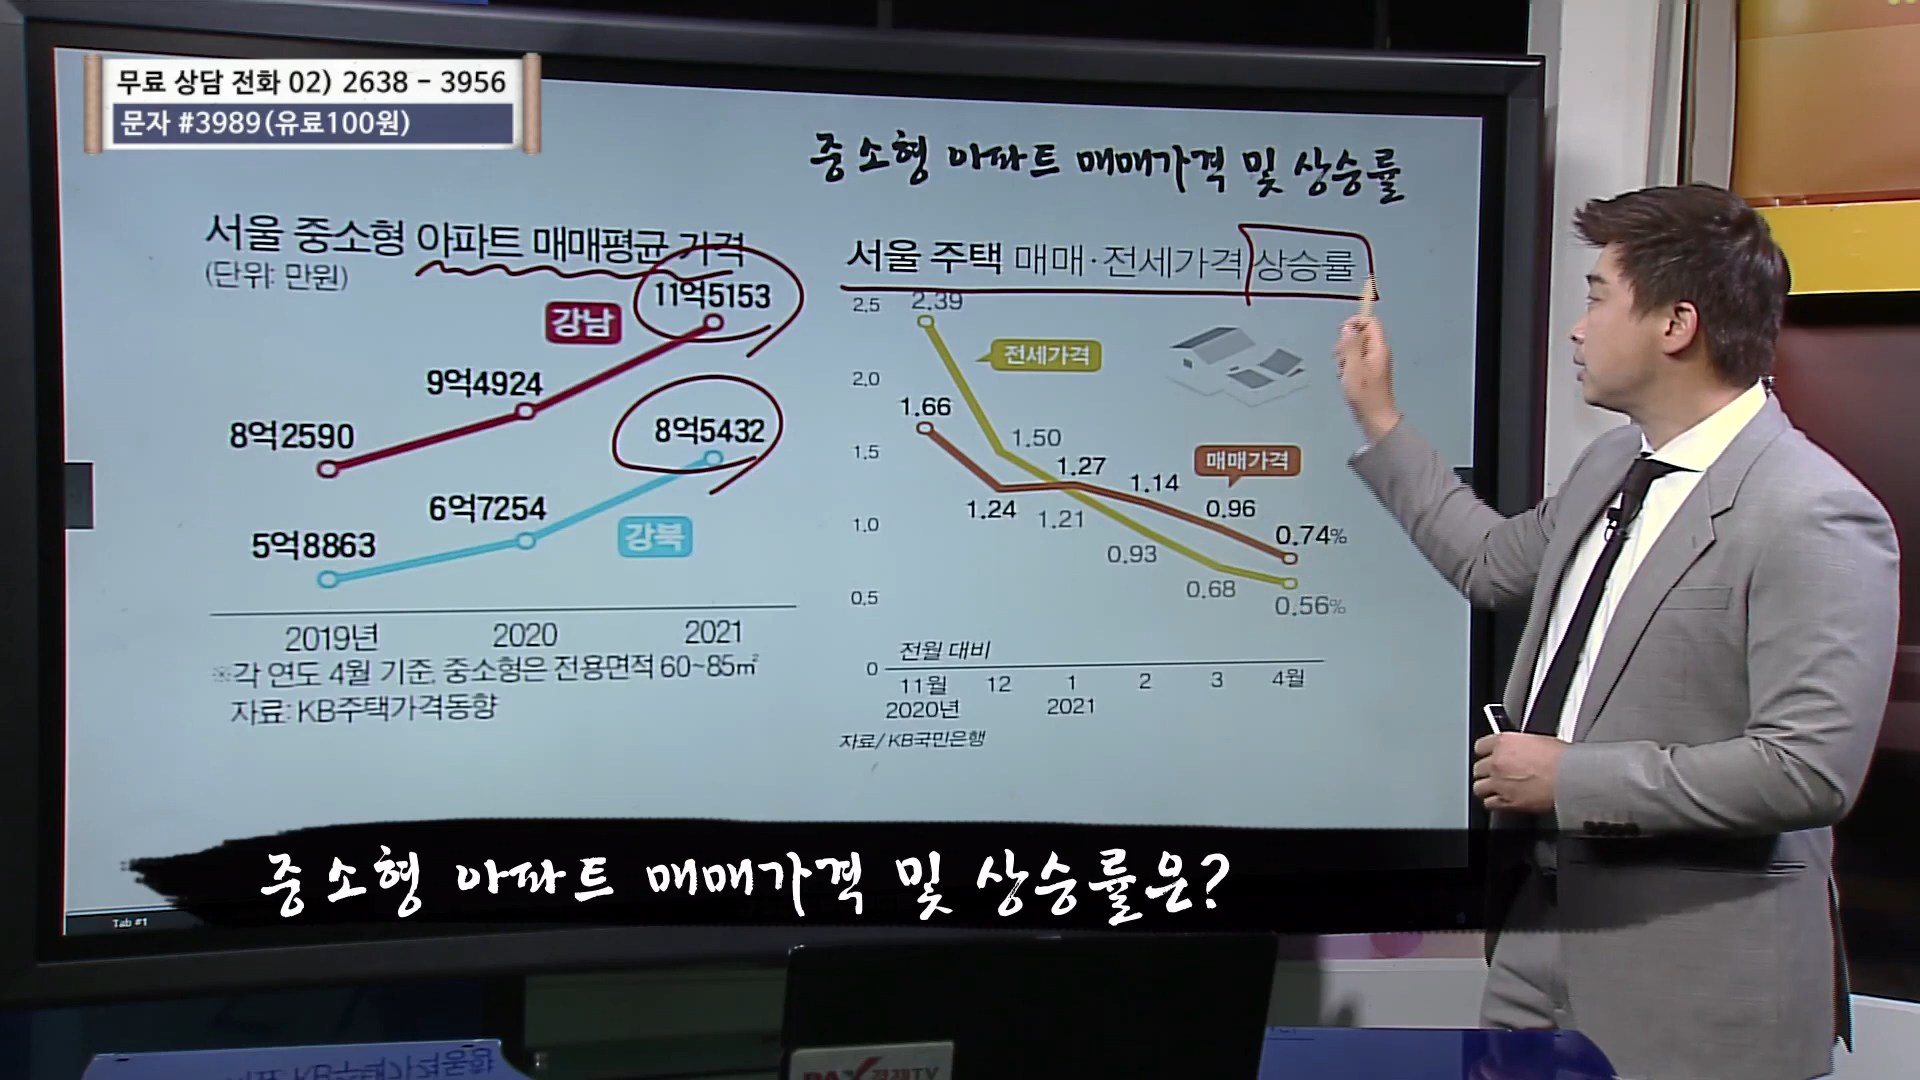 무료 상담 전화 02) 2638 - 3956
문자 #3989(유료100원)
중소형 아파트 매매가격 및 상승률
서울 중소형 아파트 매매평균 가격
(단위: 만원)
11억5153
강남
9억4924
8억2590
8억5432
6억7254
강북
5억8863
2019년 2020 2021
※각 연도 4월 기준, 중소형은 전용면적 60~85㎡
자료: KB주택가격동향
서울 주택 매매·전세가격 상승률
2.5 2.39
전세가격
2.0
1.66
1.50
1.5 1.27 매매가격
1.14
1.24 1.21 0.96
1.0 0.74%
0.93
0.68
0.5 0.56%
전월 대비
0
11월 12 1 2 3 4월
2020년 2021
자료/KB국민은행
중소형 아파트 매매가격 및 상승률은?
Tab #1
KB주택가격동향